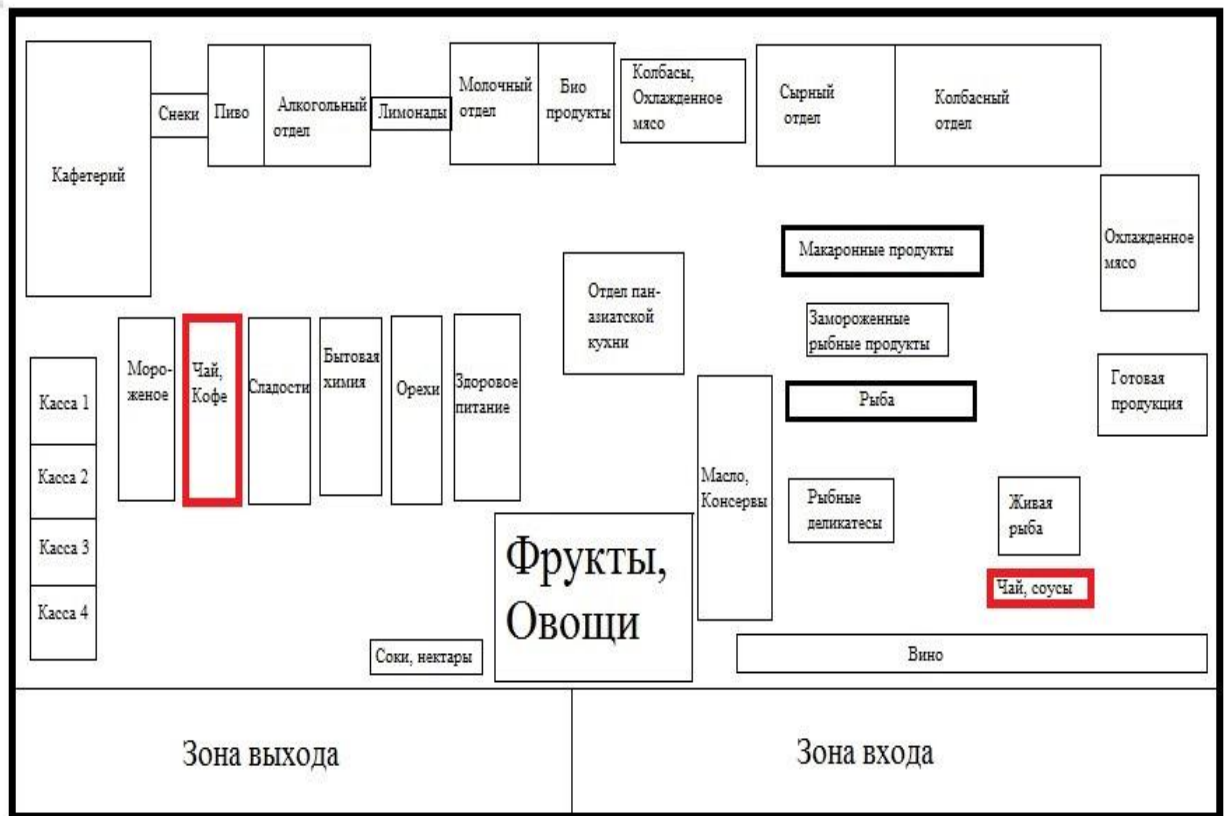 Кафетерий
Снеки
Пиво
Алкогольный
отдел
Лимонады
Молочный
отдел
Био
продукты
Колбасы,
Охлажденное
мясо
Сырный
отдел
Колбасный
отдел
Охлажденное
мясо
Макаронные продукты
Отдел пан-
азиатской
кухни
Замороженные
рыбные продукты
Готовая
продукция
Рыба
Касса 1
Касса 2
Касса 3
Касса 4
Моро-
женое
Чай,
Кофе
Сладости
Бытовая
химия
Орехи
Здоровое
питание
Масло,
Консервы
Рыбные
деликатесы
Живая
рыба
Чай, соусы
Фрукты,
Овощи
Соки, нектары
Вино
Зона выхода
Зона входа